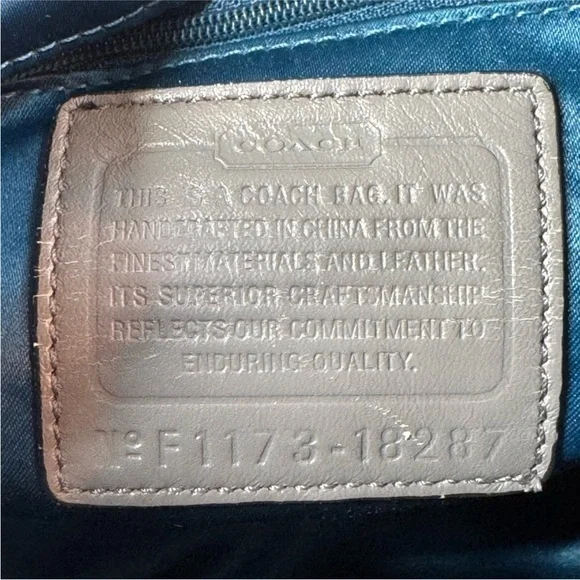 COACH
THIS IS A COACH BAG. IT WAS
HANDCRAFTED IN CHINA FROM THE
FINEST MATERIALS AND LEATHER.
ITS SUPERIOR CRAFTSMANSHIP
REFLECTS OUR COMMITMENT TO
ENDURING QUALITY.
Nº F1173-18287